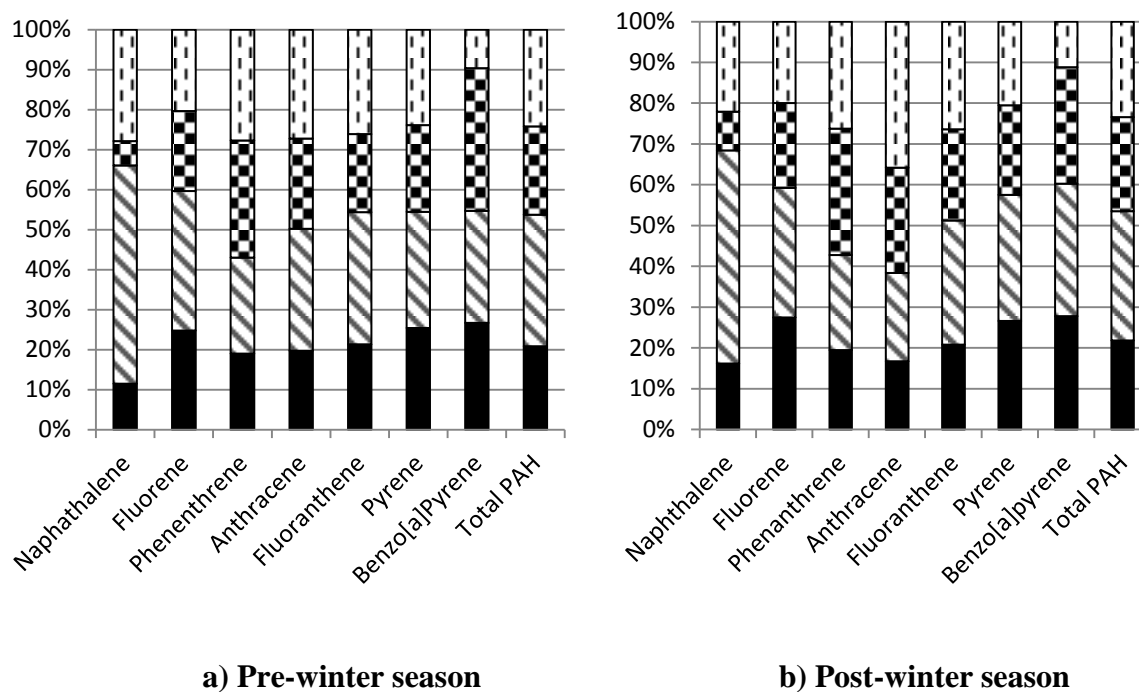 100%
90%
80%
70%
60%
50%
40%
30%
20%
10%
0%
Naphathalene
Fluorene
Phenenthrene
Anthracene
Fluoranthene
Pyrene
Benzo[a]Pyrene
Total PAH
a) Pre-winter season
100%
90%
80%
70%
60%
50%
40%
30%
20%
10%
0%
Naphthalene
Fluorene
Phenanthrene
Anthracene
Fluoranthene
Pyrene
Benzo[a]pyrene
Total PAH
b) Post-winter season